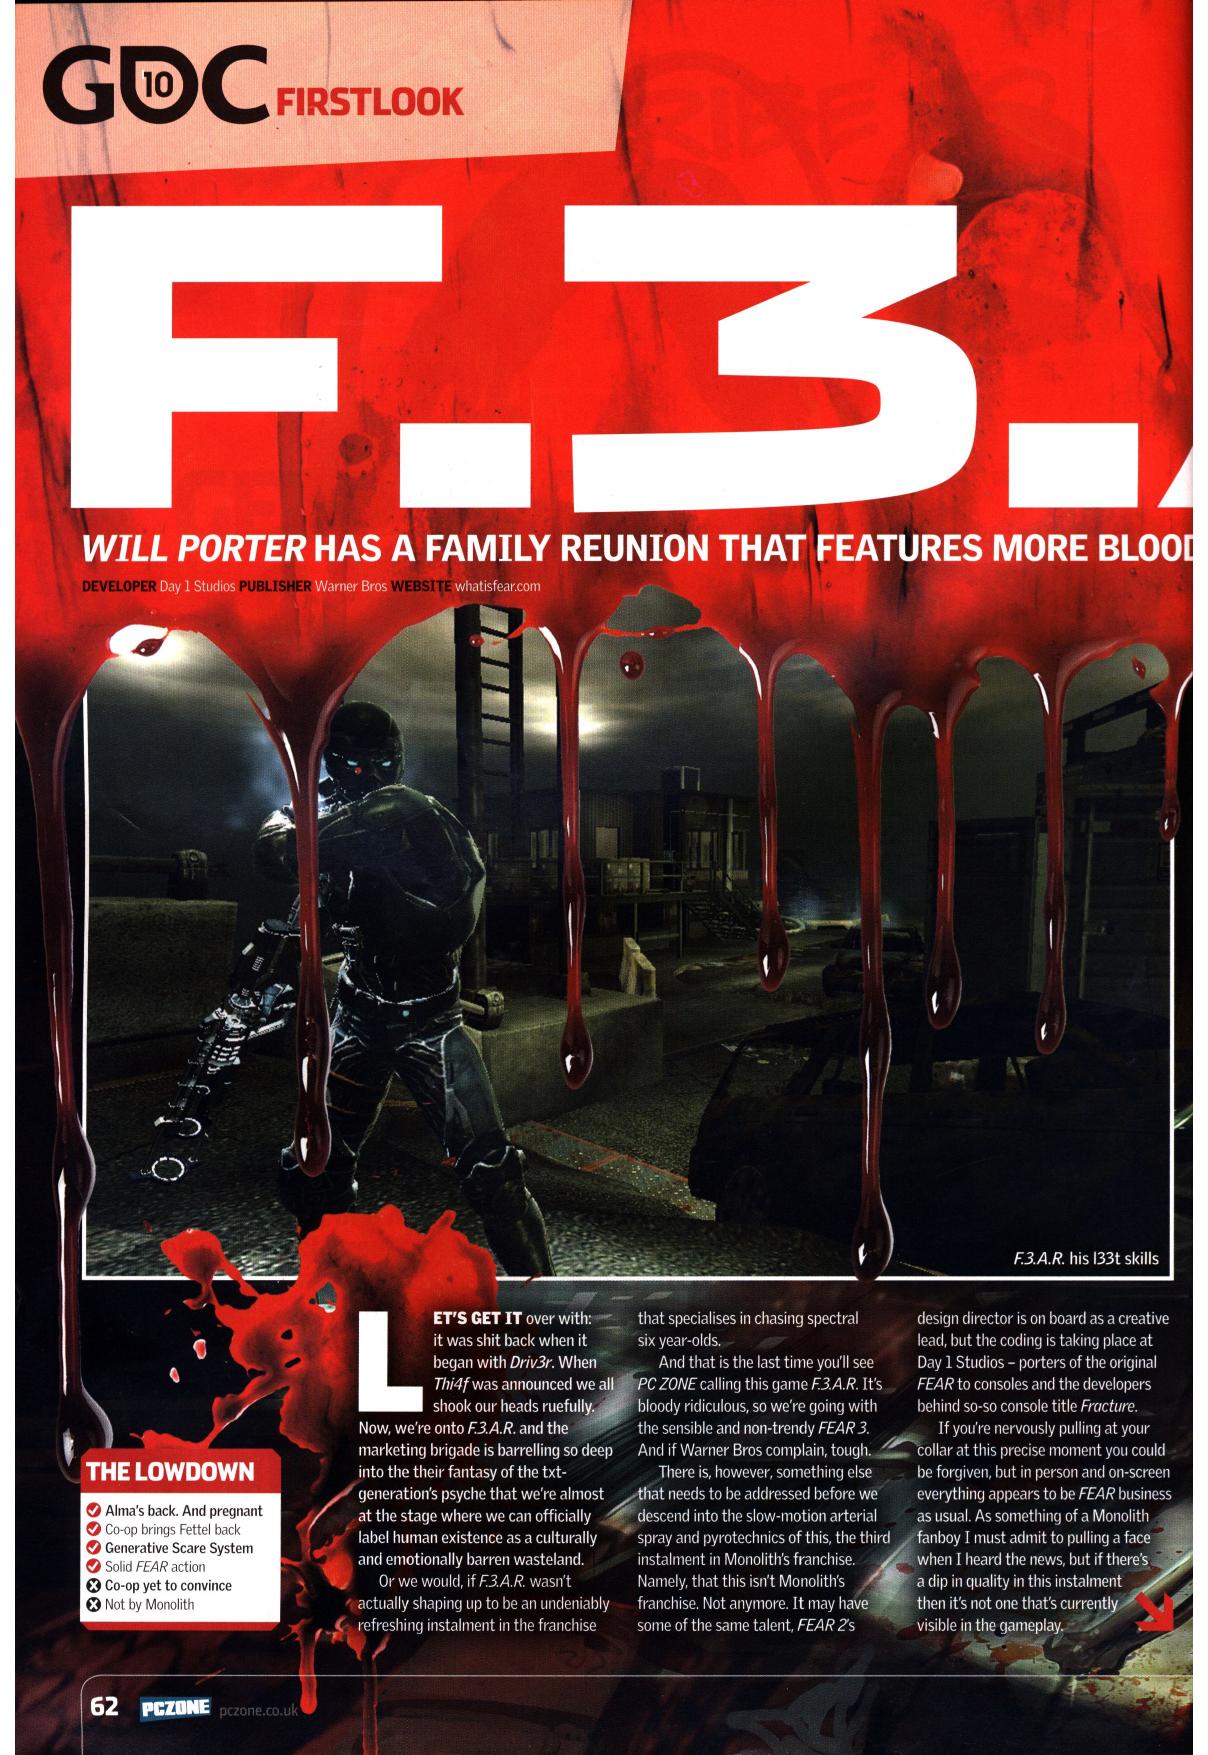 GDC 10 FIRSTLOOK
F.3.
WILL PORTER HAS A FAMILY REUNION THAT FEATURES MORE BLOOD
DEVELOPER Day 1 Studios PUBLISHER Warner Bros WEBSITE whatisfear.com
F.3.A.R. his l33t skills
LET'S GET IT over with:
it was shit back when it
began with Driv3r. When
Thi4f was announced we all
shook our heads ruefully.
Now, we're onto F.3.A.R. and the
marketing brigade is barrelling so deep
into the their fantasy of the txt-
generation's psyche that we're almost
at the stage where we can officially
label human existence as a culturally
and emotionally barren wasteland.
Or we would, if F.3.A.R. wasn't
actually shaping up to be an undeniably
refreshing instalment in the franchise
that specialises in chasing spectral
six year-olds.
And that is the last time you'll see
PC ZONE calling this game F.3.A.R. It's
bloody ridiculous, so we're going with
the sensible and non-trendy FEAR 3.
And if Warner Bros complain, tough.
There is, however, something else
that needs to be addressed before we
descend into the slow-motion arterial
spray and pyrotechnics of this, the third
instalment in Monolith's franchise.
Namely, that this isn't Monolith's
franchise. Not anymore. It may have
some of the same talent, FEAR 2's
design director is on board as a creative
lead, but the coding is taking place at
Day 1 Studios – porters of the original
FEAR to consoles and the developers
behind so-so console title Fracture.
If you're nervously pulling at your
collar at this precise moment you could
be forgiven, but in person and on-screen
everything appears to be FEAR business
as usual. As something of a Monolith
fanboy I must admit to pulling a face
when I heard the news, but if there's
a dip in quality in this instalment
then it's not one that's currently
visible in the gameplay.
THE LOWDOWN
Alma's back. And pregnant
Co-op brings Fettel back
Generative Scare System
Solid FEAR action
Co-op yet to convince
Not by Monolith
62 PCZONE pczone.co.uk